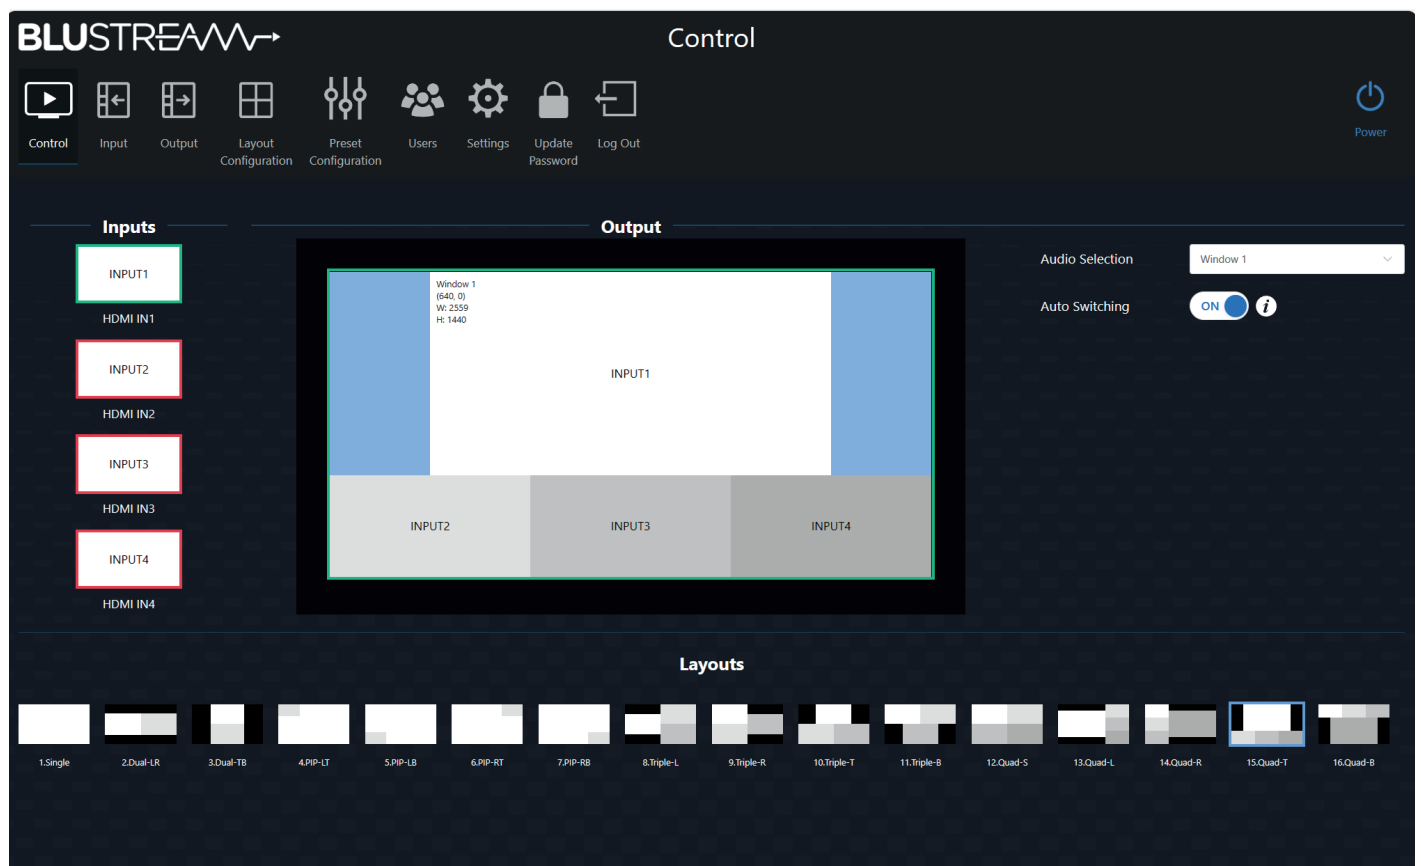 BLUSTREAM
Control
Control
Input
Output
Layout
Configuration
Preset
Configuration
Users
Settings
Update
Password
Log Out
Power
Inputs
INPUT1
HDMI IN1
INPUT2
HDMI IN2
INPUT3
HDMI IN3
INPUT4
HDMI IN4
Output
Window 1
(640, 0)
W: 2559
H: 1440
INPUT1
INPUT2
INPUT3
INPUT4
Audio Selection
Window 1
Auto Switching
ON
i
Layouts
1.Single
2.Dual-LR
3.Dual-TB
4.PIP-LT
5.PIP-LB
6.PIP-RT
7.PIP-RB
8.Triple-L
9.Triple-R
10.Triple-T
11.Triple-B
12.Quad-S
13.Quad-L
14.Quad-R
15.Quad-T
16.Quad-B